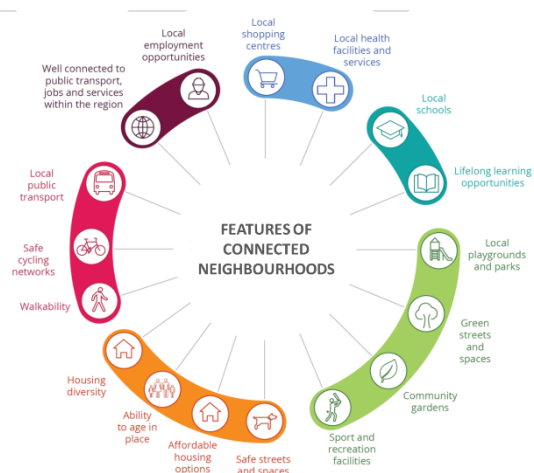 Local
shopping
centres
Local health
facilities and
services
Local
schools
Lifelong learning
opportunities
Local
playgrounds
and parks
Green
streets
and
spaces
Community
gardens
Sport and
recreation
facilities
Safe streets
and spaces
Affordable
housing
options
Ability
to age in
place
Housing
diversity
Walkability
Safe
cycling
networks
Local
public
transport
Well connected to
public transport,
jobs and services
within the region
Local
employment
opportunities
FEATURES OF
CONNECTED
NEIGHBOURHOODS